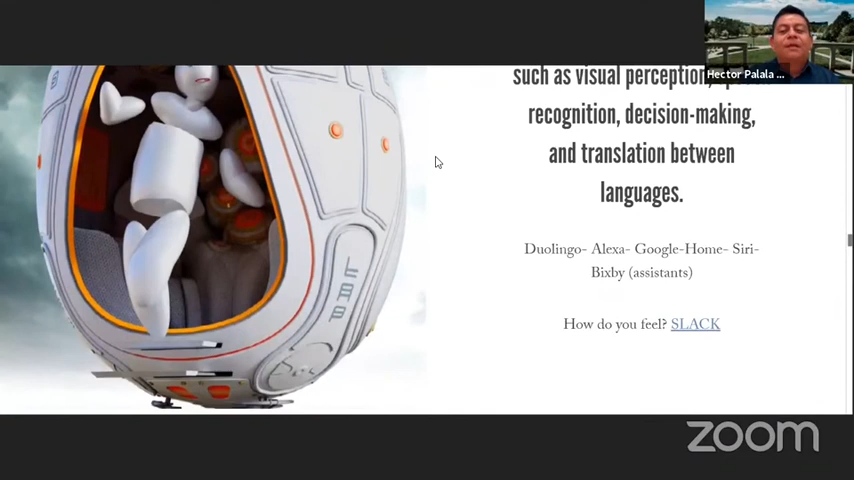 Hector Palala ...
such as visual perception,
recognition, decision-making,
and translation between
languages.
Duolingo- Alexa- Google-Home- Siri-
Bixby (assistants)
How do you feel? SLACK
LAB
zoom